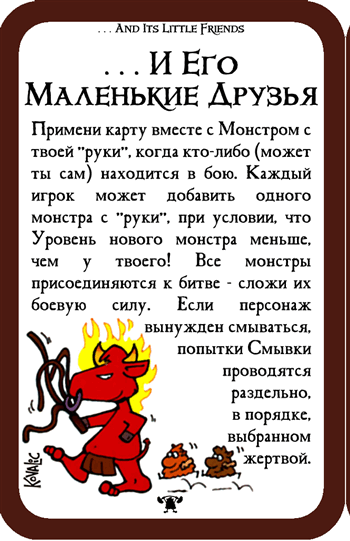 . . . And Its Little Friends
. . . И Его
Маленькие Друзья
Примени карту вместе с Монстром с
твоей "руки", когда кто-либо (может
ты сам) находится в бою. Каждый
игрок может добавить одного
монстра с "руки", при условии, что
Уровень нового монстра меньше,
чем у твоего! Все монстры
присоединяются к битве - сложи их
боевую силу. Если персонаж
вынужден смываться,
попытки Смывки
проводятся
раздельно,
в порядке,
выбранном
жертвой.
Kovalic